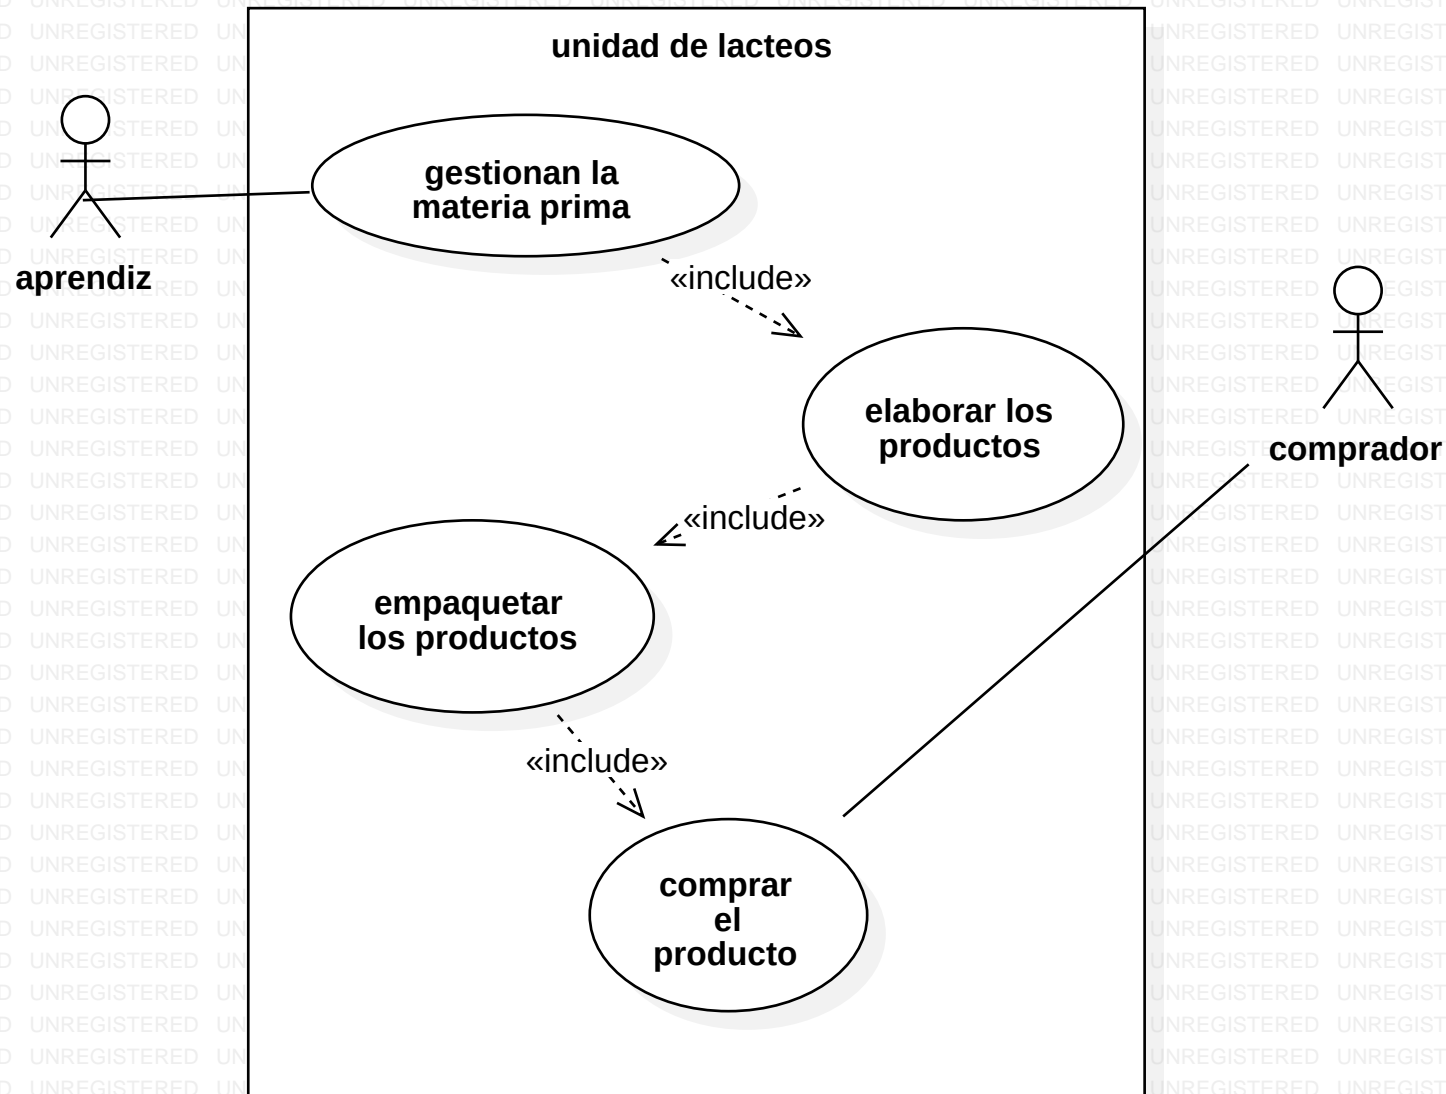 unidad de lacteos
gestionan la
materia prima
aprendiz
«include»
elaborar los
productos
comprador
«include»
empaquetar
los productos
«include»
comprar
el
producto
UNREGISTERED